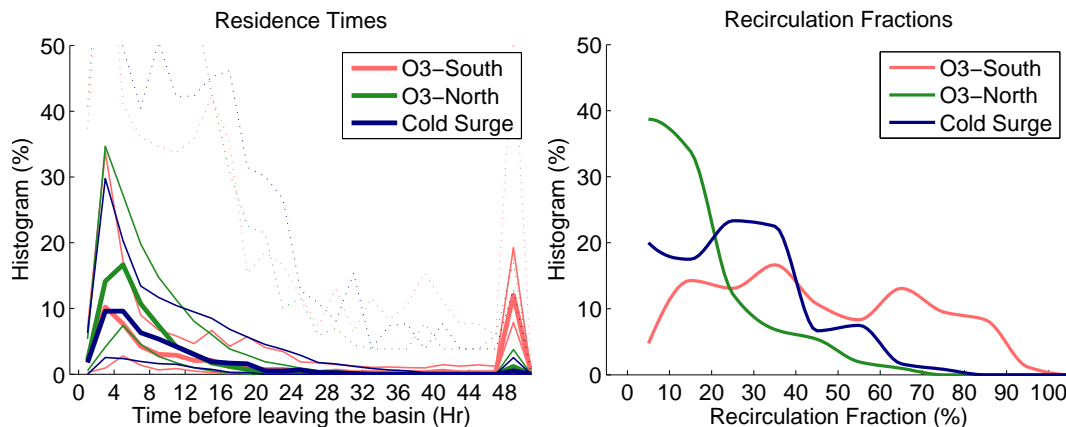 Residence Times
Histogram (%)
50
40
30
20
10
0
O3−South
O3−North
Cold Surge
0 4 8 12 16 20 24 28 32 36 40 44 48
Time before leaving the basin (Hr)
Recirculation Fractions
Histogram (%)
50
40
30
20
10
0
O3−South
O3−North
Cold Surge
0 10 20 30 40 50 60 70 80 90 100
Recirculation Fraction (%)